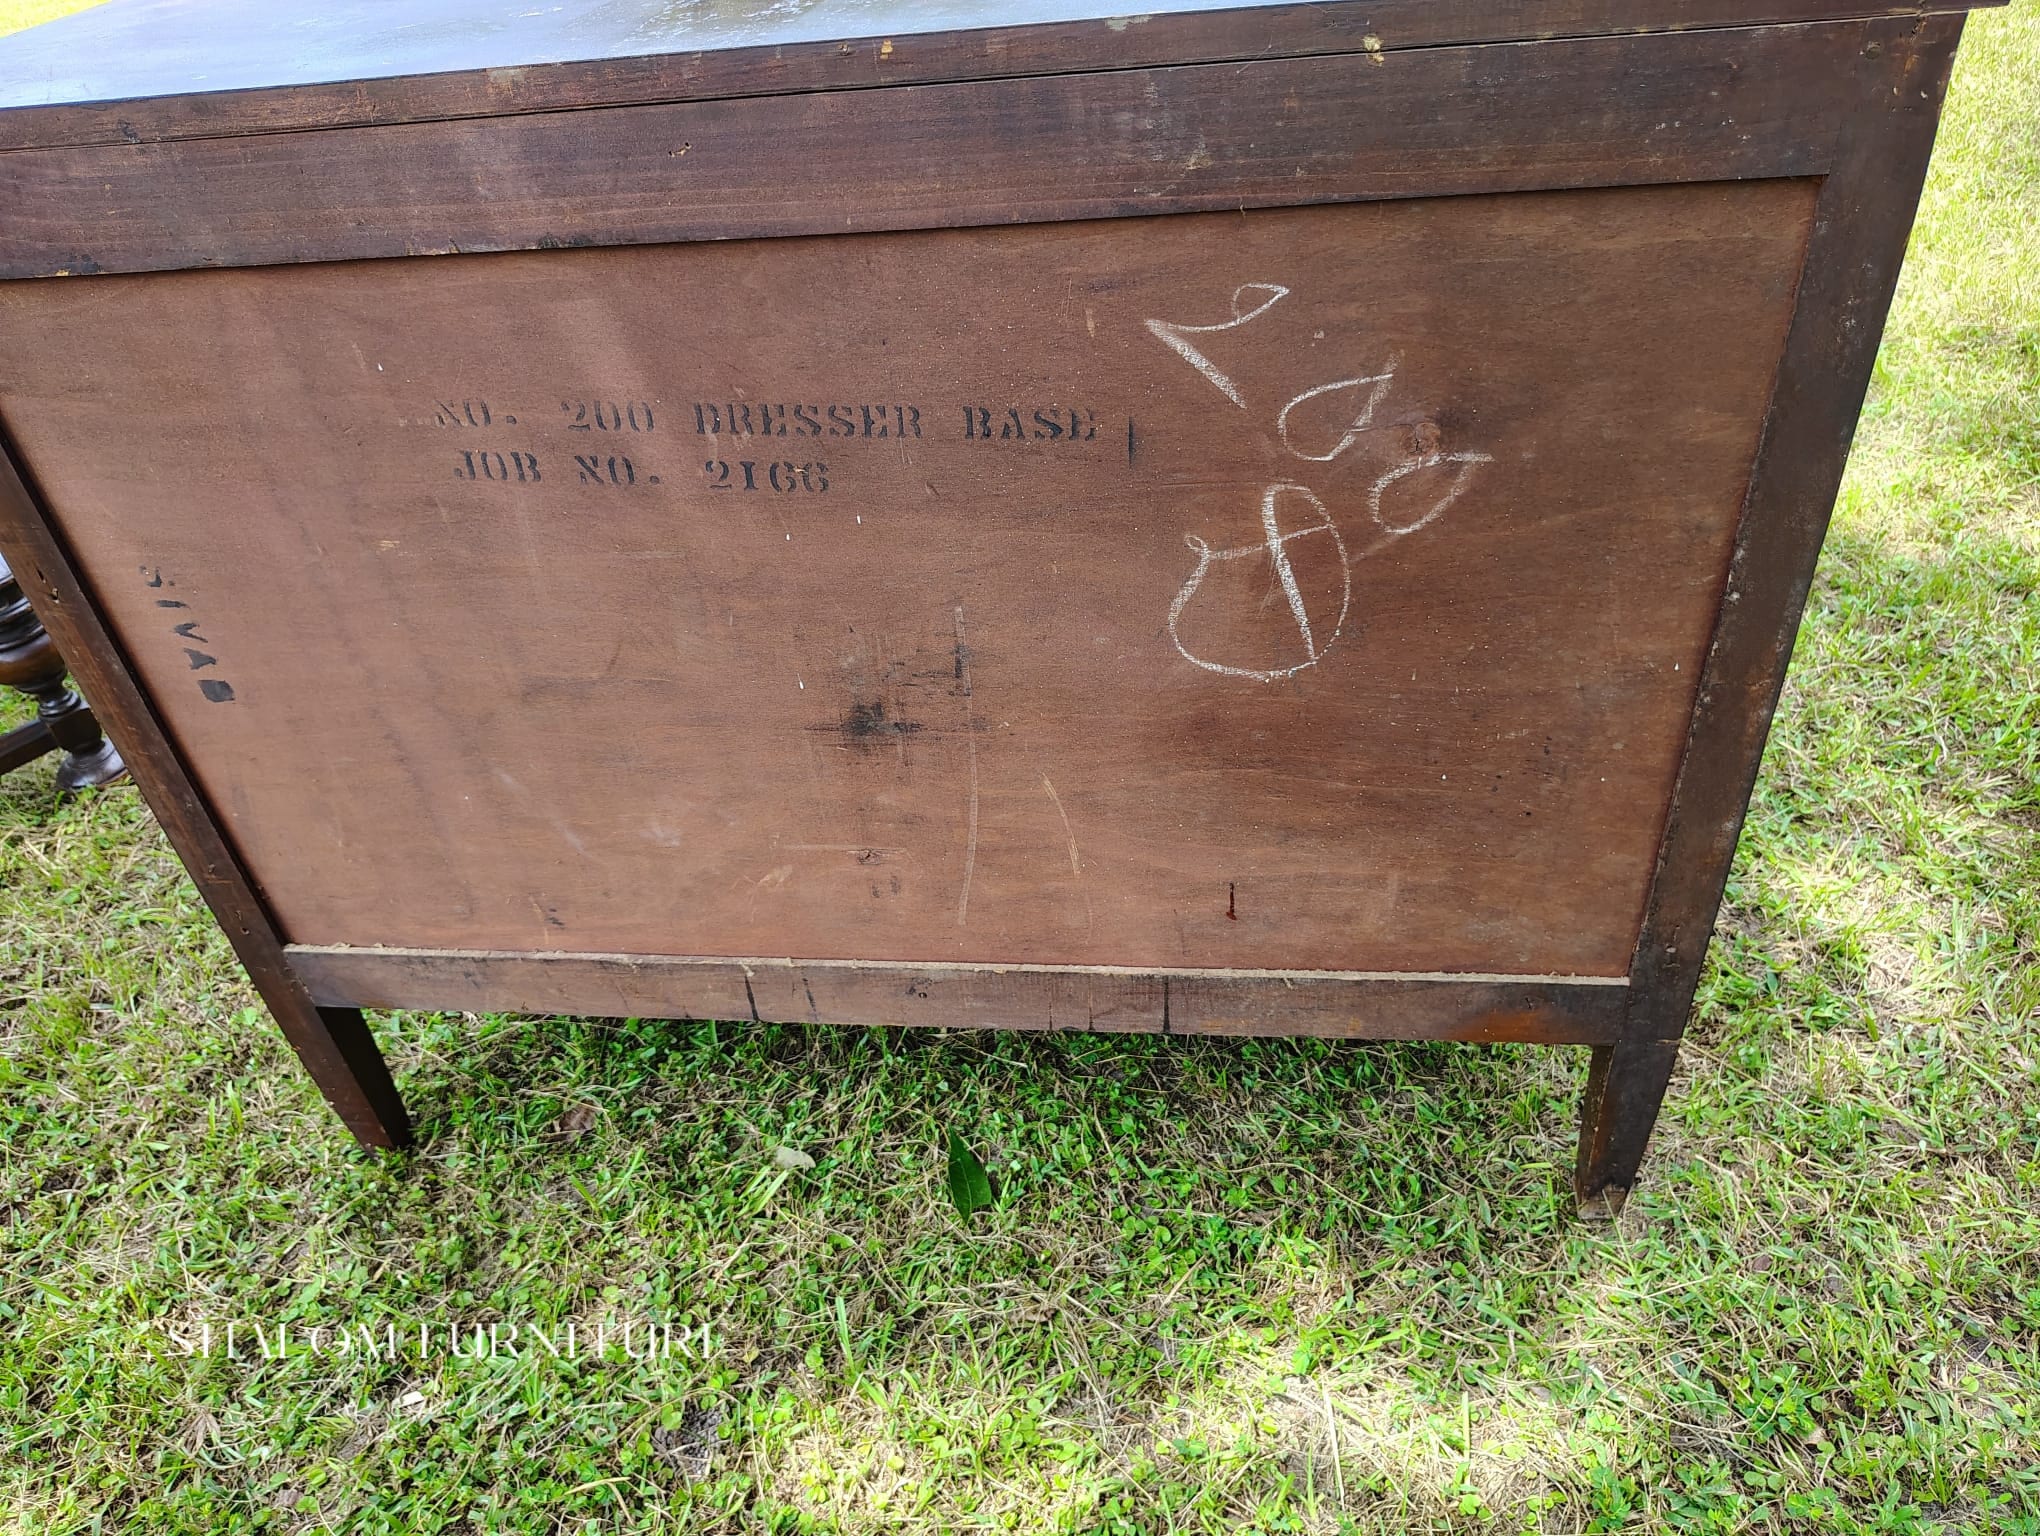 NO. 200 DRESSER BASE
JOB NO. 2166
DAVIS
SHALOM FURNITURE